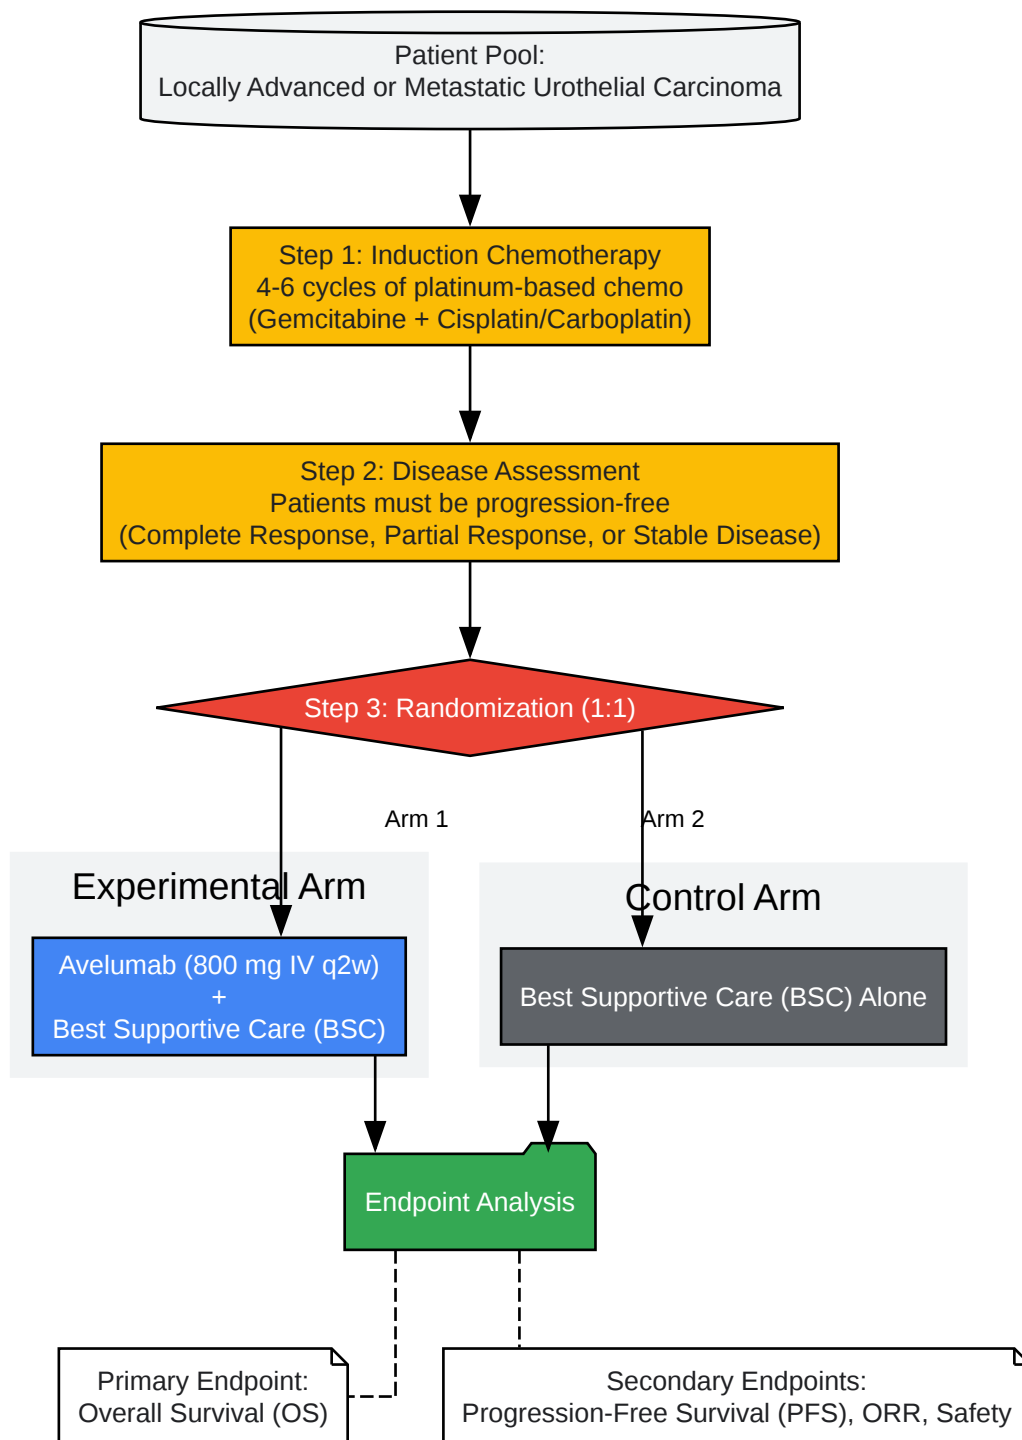 Patient Pool:
Locally Advanced or Metastatic Urothelial Carcinoma
Step 1: Induction Chemotherapy
4-6 cycles of platinum-based chemo
(Gemcitabine + Cisplatin/Carboplatin)
Step 2: Disease Assessment
Patients must be progression-free
(Complete Response, Partial Response, or Stable Disease)
Step 3: Randomization (1:1)
Arm 1
Arm 2
Experimental Arm
Avelumab (800 mg IV q2w)
+
Best Supportive Care (BSC)
Control Arm
Best Supportive Care (BSC) Alone
Endpoint Analysis
Primary Endpoint:
Overall Survival (OS)
Secondary Endpoints:
Progression-Free Survival (PFS), ORR, Safety